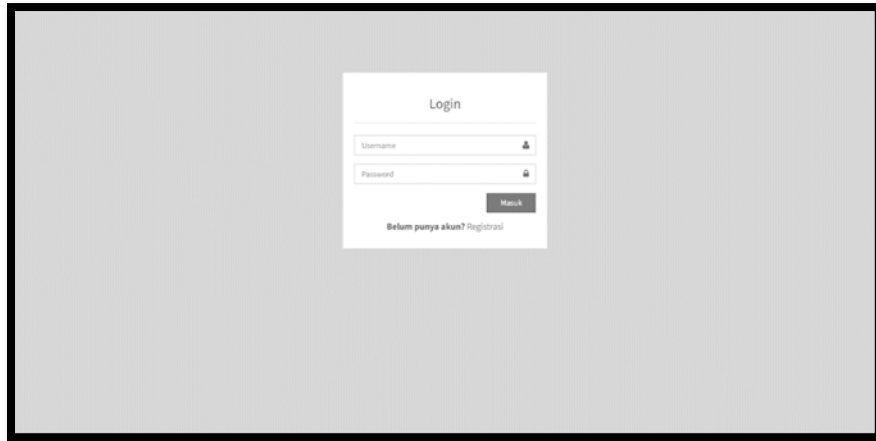 Login
Username
Password
Masuk
Belum punya akun? Registrasi